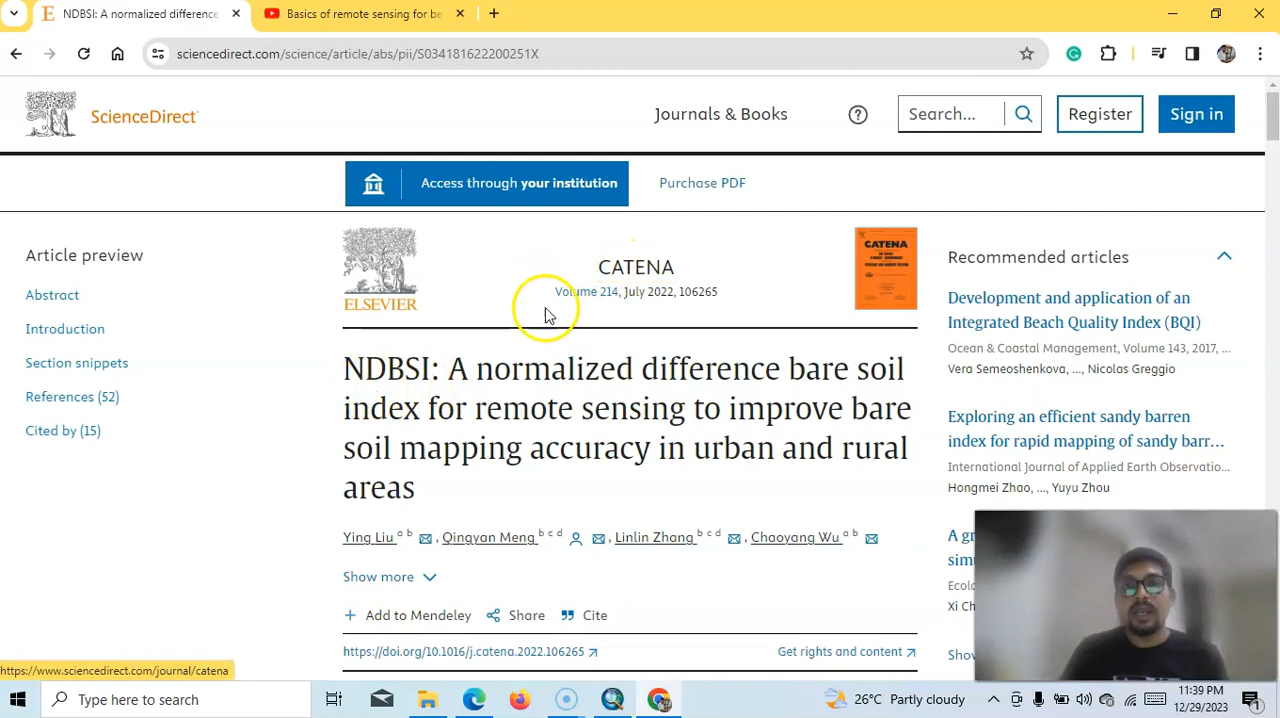 NDBSI: A normalized difference
Basics of remote sensing for be
sciencedirect.com/science/article/abs/pii/S034181622200251X
ScienceDirect
Journals & Books
Search...
Register
Sign in
Access through your institution
Purchase PDF
Article preview
Abstract
Introduction
Section snippets
References (52)
Cited by (15)
ELSEVIER
CATENA
Volume 214, July 2022, 106265
CATENA
NDBSI: A normalized difference bare soil
index for remote sensing to improve bare
soil mapping accuracy in urban and rural
areas
Ying Liu a b, Qingyan Meng b c d, Linlin Zhang b c d, Chaoyang Wu a b
Show more
Add to Mendeley Share Cite
https://doi.org/10.1016/j.catena.2022.106265
Get rights and content
Recommended articles
Development and application of an
Integrated Beach Quality Index (BQI)
Ocean & Coastal Management, Volume 143, 2017, ...
Vera Semeoshenkova, ..., Nicolas Greggio
Exploring an efficient sandy barren
index for rapid mapping of sandy barr...
International Journal of Applied Earth Observatio...
Hongmei Zhao, ..., Yuyu Zhou
A gr
simu
Ecolo
Xi Ch
Show
https://www.sciencedirect.com/journal/catena
Type here to search
26°C Partly cloudy
11:39 PM
12/29/2023